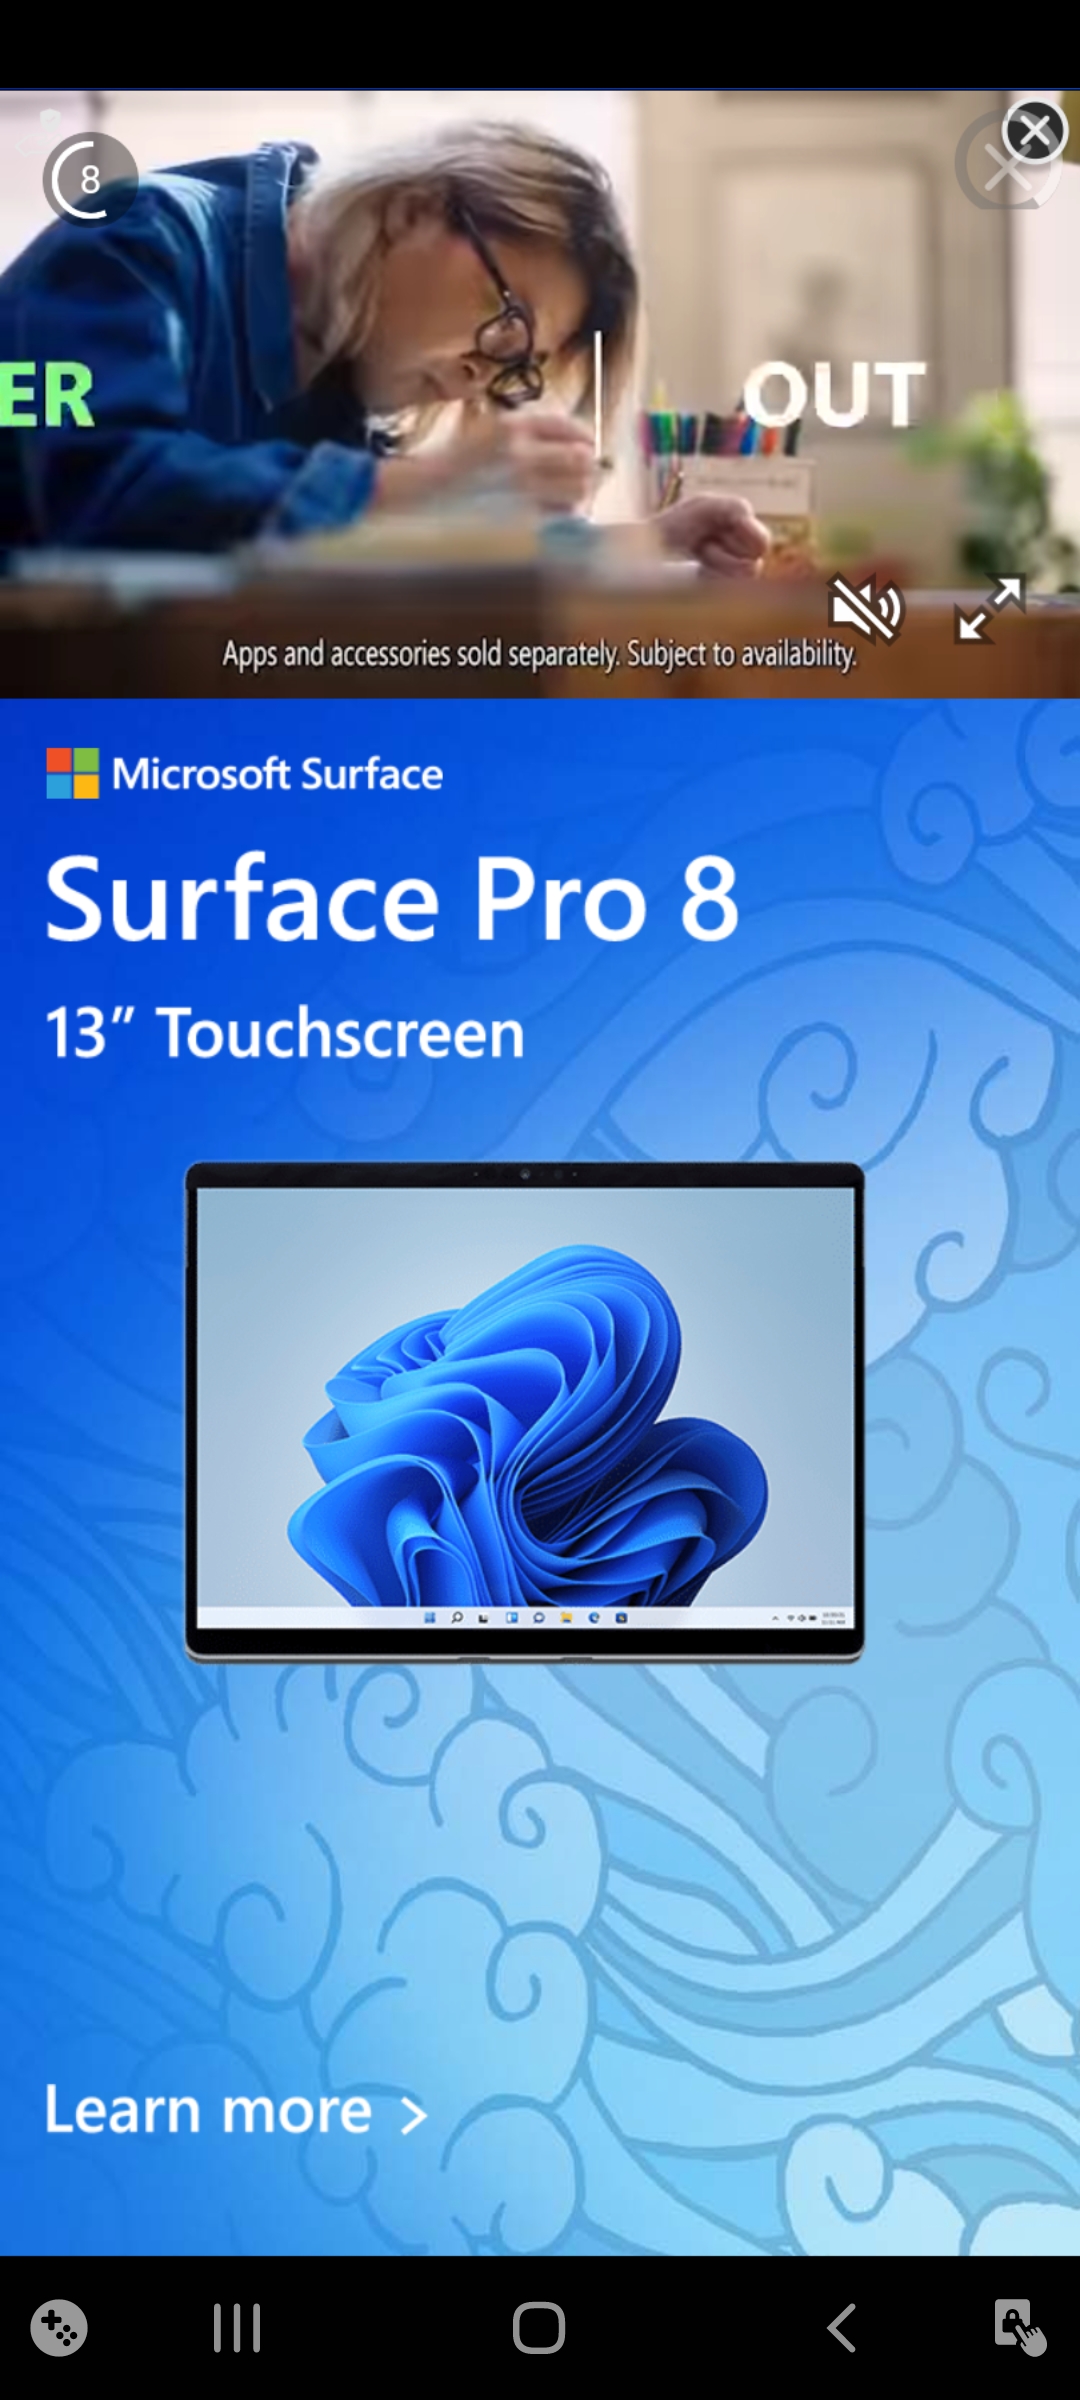 8
ER
OUT
Apps and accessories sold separately. Subject to availability.
Microsoft Surface
Surface Pro 8
13” Touchscreen
Learn more >